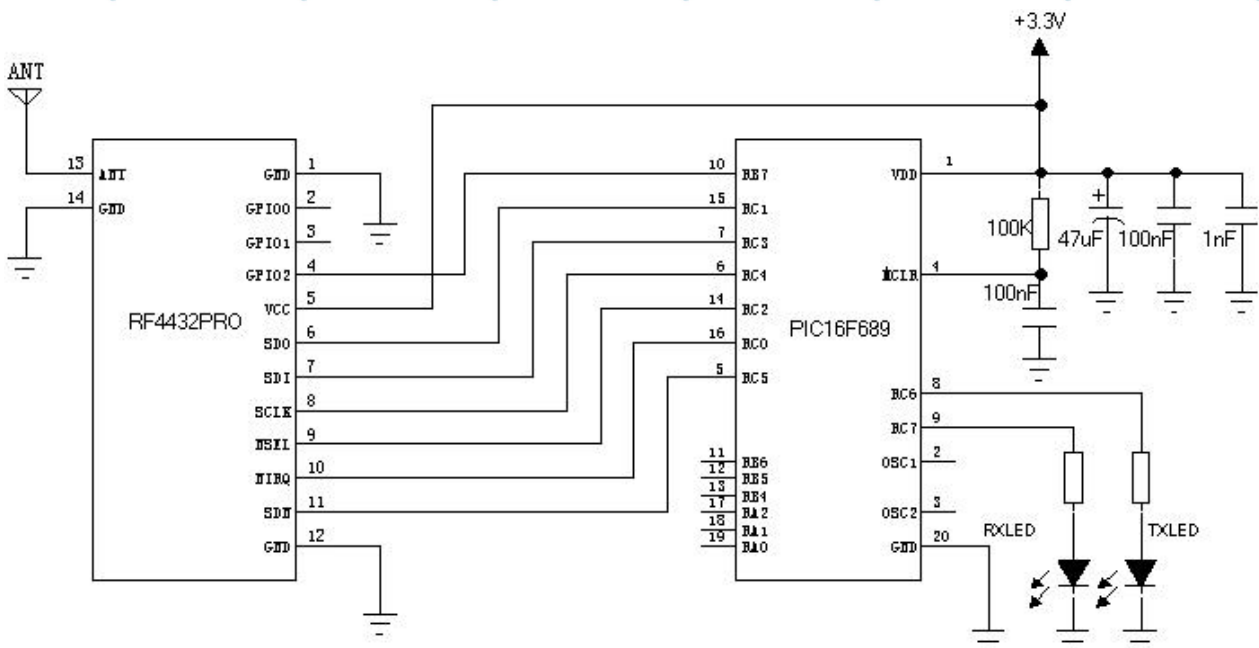 +3.3V
ANT
13
ANT
14
GND
RF4432PRO
GND
1
GPIO0
2
GPIO1
3
GPIO2
4
VCC
5
SDO
6
SDI
7
SCLK
8
NSEL
9
NIRQ
10
SDN
11
GND
12
10
RB7
15
RC1
7
RC3
6
RC4
14
RC2
16
RC0
5
RC5
11
RB6
12
RB5
13
RB4
17
RA2
18
RA1
19
RA0
PIC16F689
VDD
1
MCLR
4
RC6
8
RC7
9
OSC1
2
OSC2
3
GND
20
100K
+
47uF
100nF
1nF
100nF
RXLED
TXLED